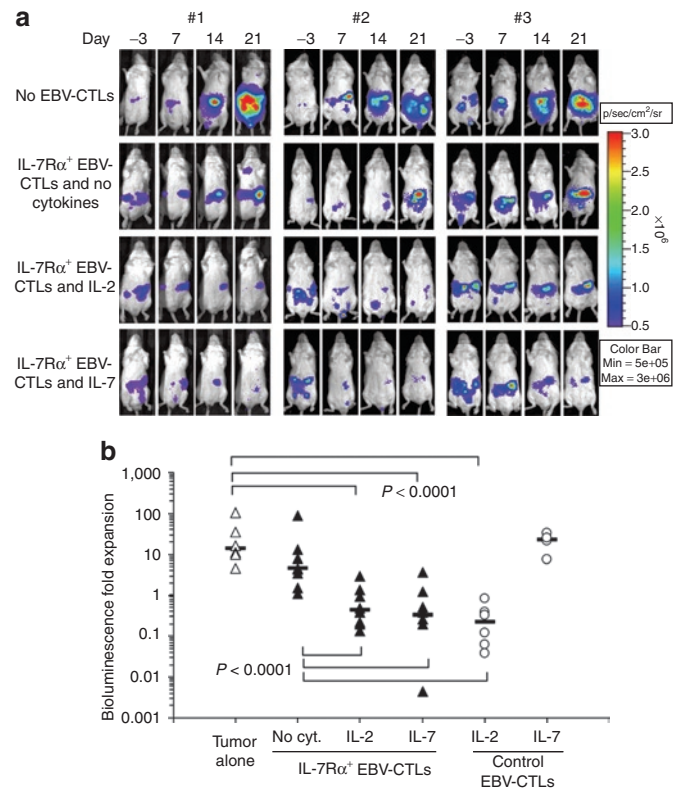 a
#1 #2 #3
Day −3 7 14 21 −3 7 14 21 −3 7 14 21
No EBV-CTLs
IL-7Rα⁺ EBV-
CTLs and no
cytokines
IL-7Rα⁺ EBV-
CTLs and IL-2
IL-7Rα⁺ EBV-
CTLs and IL-7
p/sec/cm²/sr
3.0
2.5
2.0
1.5
1.0
0.5
×10⁶
Color Bar
Min = 5e+05
Max = 3e+06
b
Bioluminescence fold expansion
1,000
100
10
1
0.1
0.01
0.001
P < 0.0001
P < 0.0001
Tumor
alone
No cyt. IL-2 IL-7 IL-2 IL-7
IL-7Rα⁺ EBV-CTLs
Control
EBV-CTLs